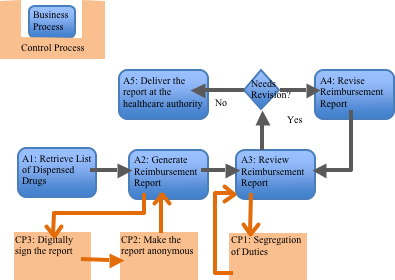 Business
Process
Control Process
A5: Deliver the
report at the
healthcare authority
Needs
Revision?
A4: Revise
Reimbursement
Report
No
Yes
A1: Retrieve List
of Dispensed
Drugs
A2: Generate
Reimbursement
Report
A3: Review
Reimbursement
Report
CP3: Digitally
sign the report
CP2: Make the
report anonymous
CP1: Segregation
of Duties